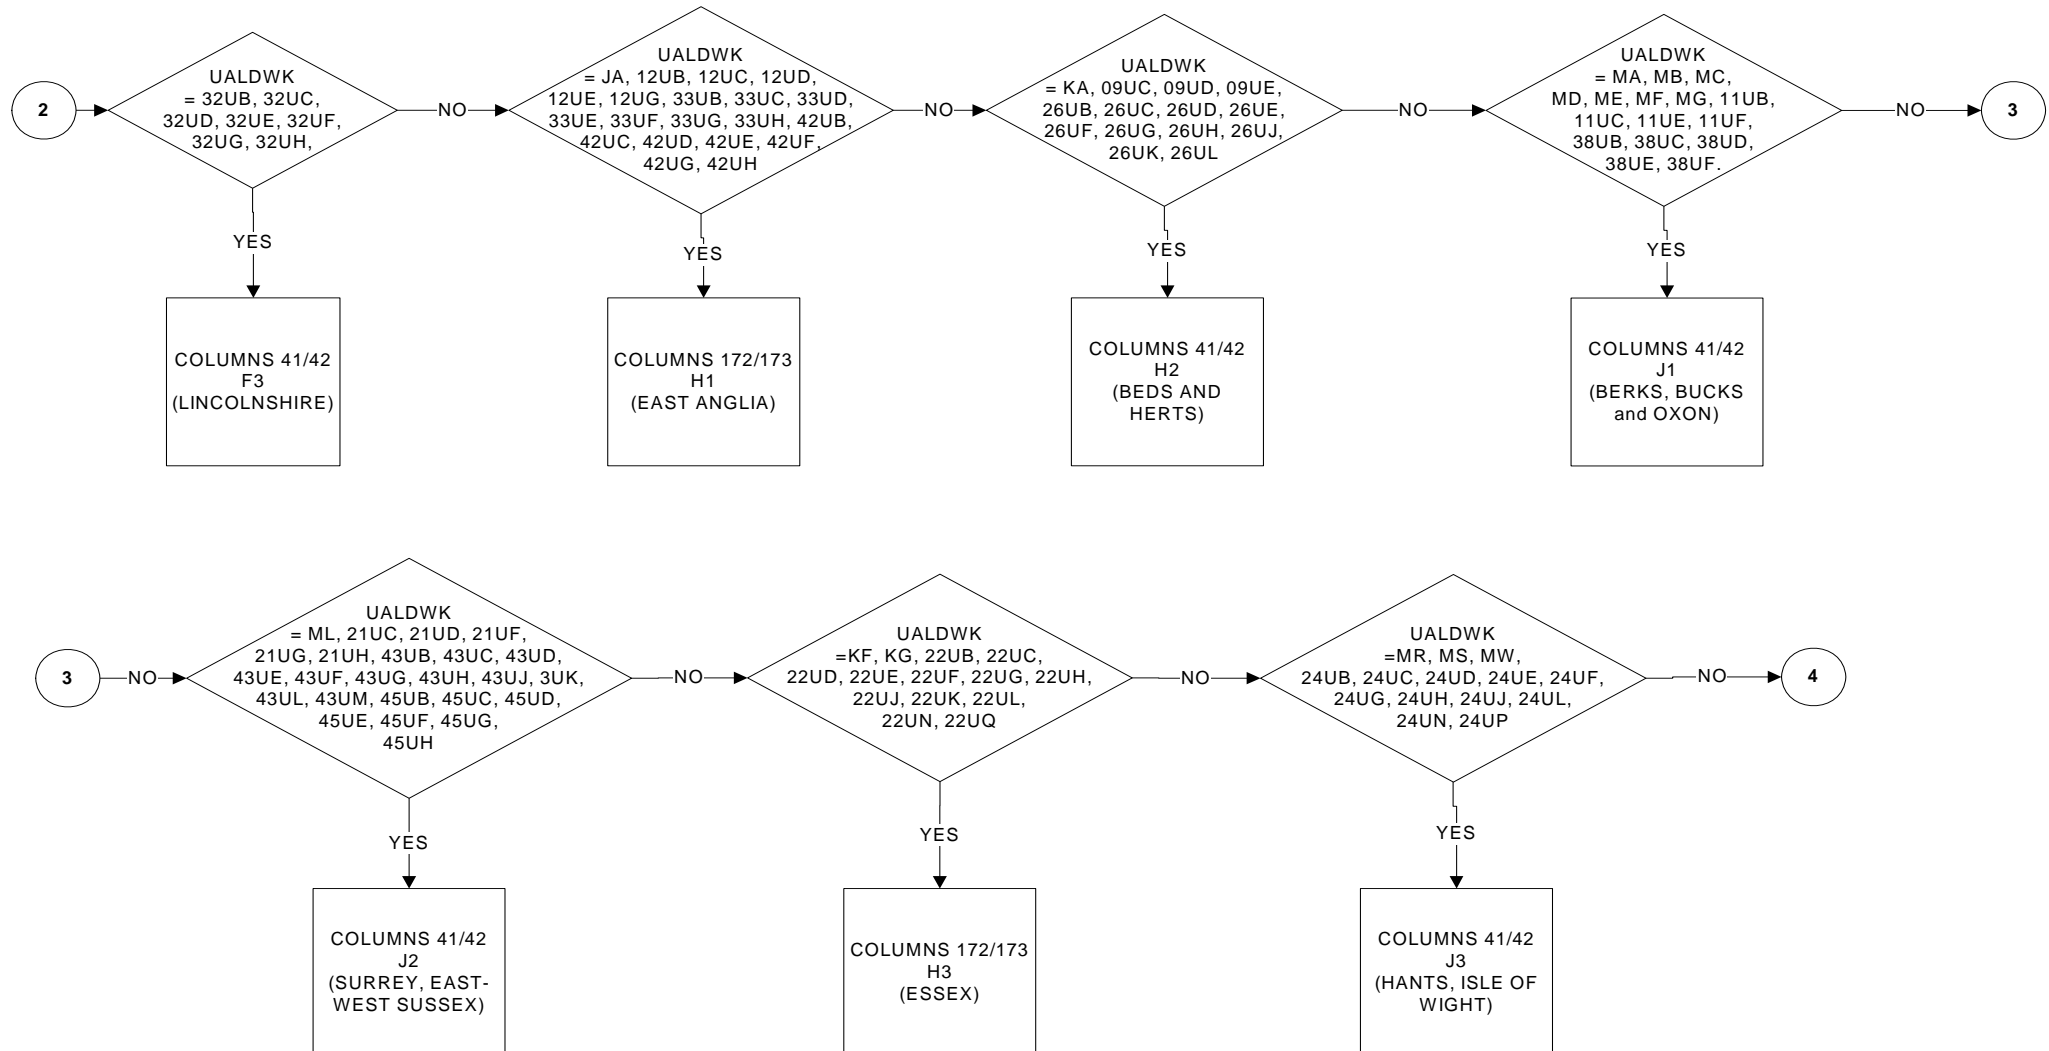 2
UALDWK
= 32UB, 32UC,
32UD, 32UE, 32UF,
32UG, 32UH,
NO
UALDWK
= JA, 12UB, 12UC, 12UD,
12UE, 12UG, 33UB, 33UC, 33UD,
33UE, 33UF, 33UG, 33UH, 42UB,
42UC, 42UD, 42UE, 42UF,
42UG, 42UH
NO
UALDWK
= KA, 09UC, 09UD, 09UE,
26UB, 26UC, 26UD, 26UE,
26UF, 26UG, 26UH, 26UJ,
26UK, 26UL
NO
UALDWK
= MA, MB, MC,
MD, ME, MF, MG, 11UB,
11UC, 11UE, 11UF,
38UB, 38UC, 38UD,
38UE, 38UF.
NO
3
YES
YES
YES
YES
COLUMNS 41/42
F3
(LINCOLNSHIRE)
COLUMNS 172/173
H1
(EAST ANGLIA)
COLUMNS 41/42
H2
(BEDS AND
HERTS)
COLUMNS 41/42
J1
(BERKS, BUCKS
and OXON)
3
NO
UALDWK
= ML, 21UC, 21UD, 21UF,
21UG, 21UH, 43UB, 43UC, 43UD,
43UE, 43UF, 43UG, 43UH, 43UJ, 3UK,
43UL, 43UM, 45UB, 45UC, 45UD,
45UE, 45UF, 45UG,
45UH
NO
UALDWK
=KF, KG, 22UB, 22UC,
22UD, 22UE, 22UF, 22UG, 22UH,
22UJ, 22UK, 22UL,
22UN, 22UQ
NO
UALDWK
=MR, MS, MW,
24UB, 24UC, 24UD, 24UE, 24UF,
24UG, 24UH, 24UJ, 24UL,
24UN, 24UP
NO
4
YES
YES
YES
COLUMNS 41/42
J2
(SURREY, EAST-
WEST SUSSEX)
COLUMNS 172/173
H3
(ESSEX)
COLUMNS 41/42
J3
(HANTS, ISLE OF
WIGHT)